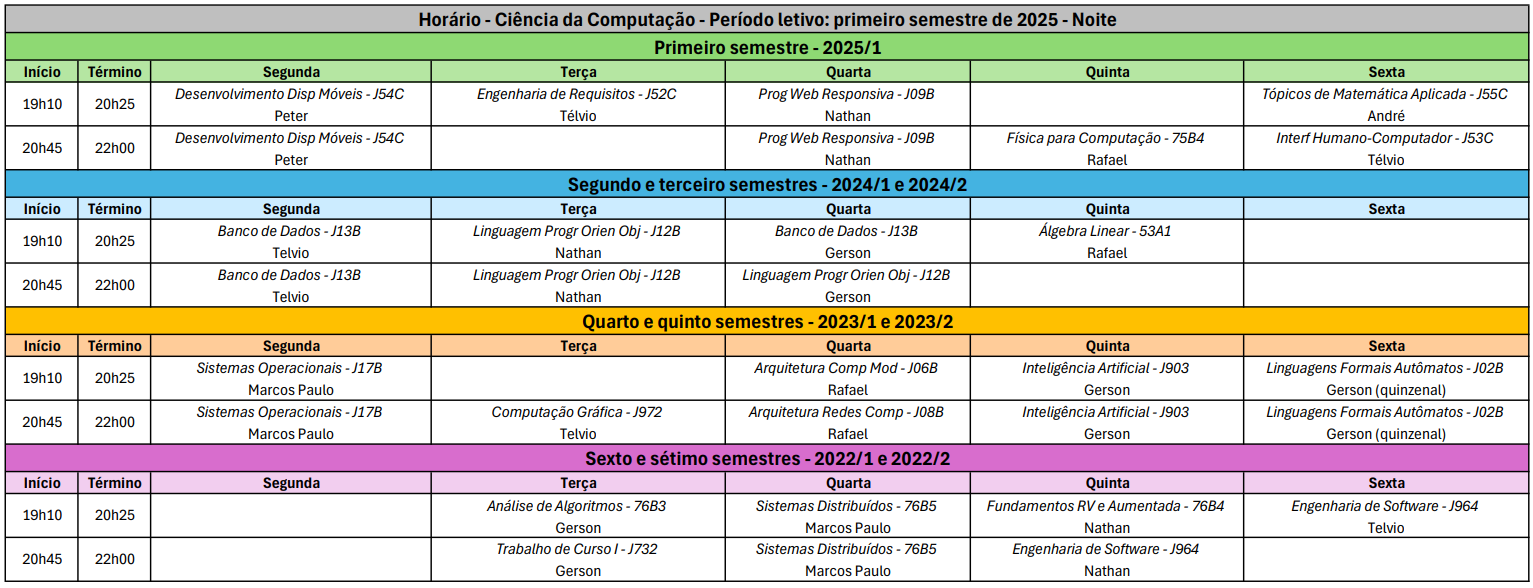 Horário - Ciência da Computação - Período letivo: primeiro semestre de 2025 - Noite
Primeiro semestre - 2025/1
Início Término Segunda Terça Quarta Quinta Sexta
19h10 20h25 Desenvolvimento Disp Móveis - J54C Engenharia de Requisitos - J52C Prog Web Responsiva - J09B Tópicos de Matemática Aplicada - J55C
Peter Télvio Nathan André
20h45 22h00 Desenvolvimento Disp Móveis - J54C Prog Web Responsiva - J09B Física para Computação - 75B4 Interf Humano-Computador - J53C
Peter Nathan Rafael Télvio
Segundo e terceiro semestres - 2024/1 e 2024/2
Início Término Segunda Terça Quarta Quinta Sexta
19h10 20h25 Banco de Dados - J13B Linguagem Progr Orien Obj - J12B Banco de Dados - J13B Álgebra Linear - 53A1
Telvio Nathan Gerson Rafael
20h45 22h00 Banco de Dados - J13B Linguagem Progr Orien Obj - J12B Linguagem Progr Orien Obj - J12B
Telvio Nathan Gerson
Quarto e quinto semestres - 2023/1 e 2023/2
Início Término Segunda Terça Quarta Quinta Sexta
19h10 20h25 Sistemas Operacionais - J17B Arquitetura Comp Mod - J06B Inteligência Artificial - J903 Linguagens Formais Autômatos - J02B
Marcos Paulo Rafael Gerson Gerson (quinzenal)
20h45 22h00 Sistemas Operacionais - J17B Computação Gráfica - J972 Arquitetura Redes Comp - J08B Inteligência Artificial - J903 Linguagens Formais Autômatos - J02B
Marcos Paulo Telvio Rafael Gerson Gerson (quinzenal)
Sexto e sétimo semestres - 2022/1 e 2022/2
Início Término Segunda Terça Quarta Quinta Sexta
19h10 20h25 Análise de Algoritmos - 76B3 Sistemas Distribuídos - 76B5 Fundamentos RV e Aumentada - 76B4 Engenharia de Software - J964
Gerson Marcos Paulo Nathan Telvio
20h45 22h00 Trabalho de Curso I - J732 Sistemas Distribuídos - 76B5 Engenharia de Software - J964
Gerson Marcos Paulo Nathan